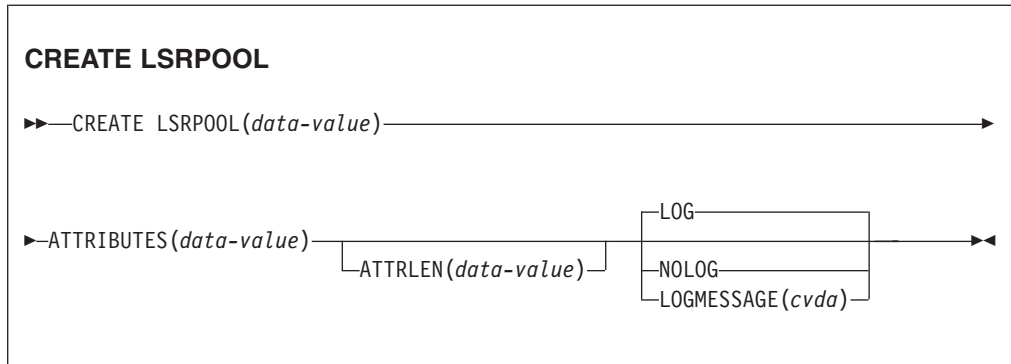 CREATE LSRPOOL
CREATE LSRPOOL(data-value)
LOG
ATTRIBUTES(data-value)
ATTRLEN(data-value)
NOLOG
LOGMESSAGE(cvda)